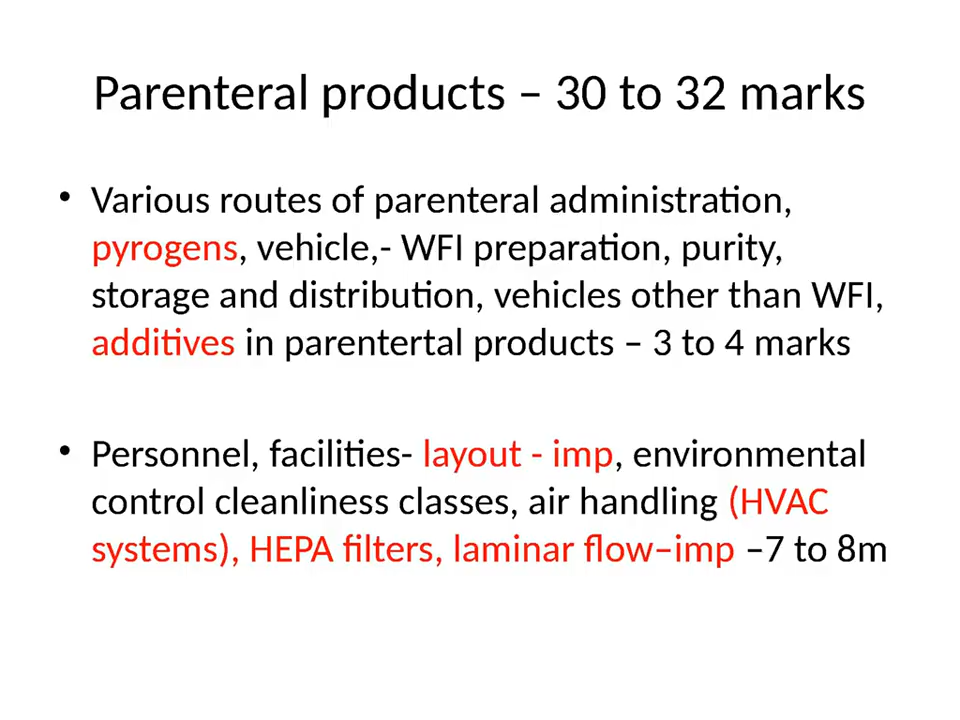 Parenteral products – 30 to 32 marks
• Various routes of parenteral administration,
pyrogens, vehicle,- WFI preparation, purity,
storage and distribution, vehicles other than WFI,
additives in parentertal products – 3 to 4 marks
• Personnel, facilities- layout - imp, environmental
control cleanliness classes, air handling (HVAC
systems), HEPA filters, laminar flow–imp –7 to 8m